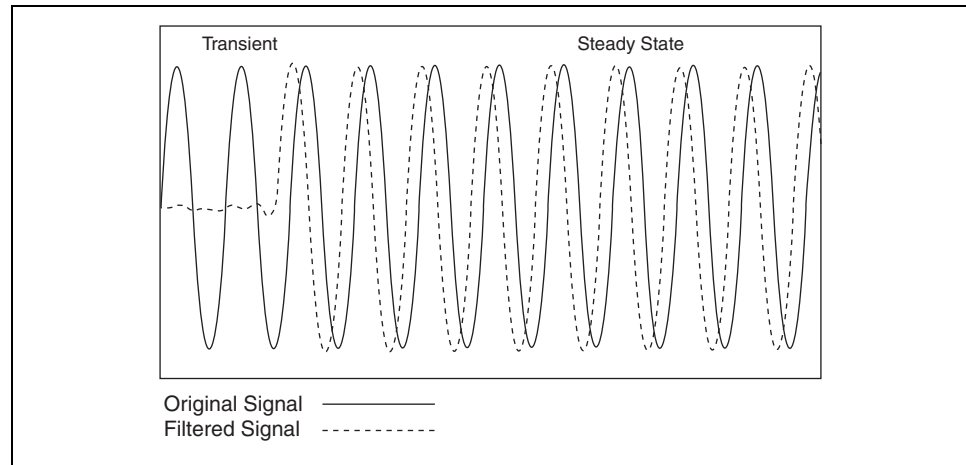 Transient
Steady State
Original Signal
Filtered Signal